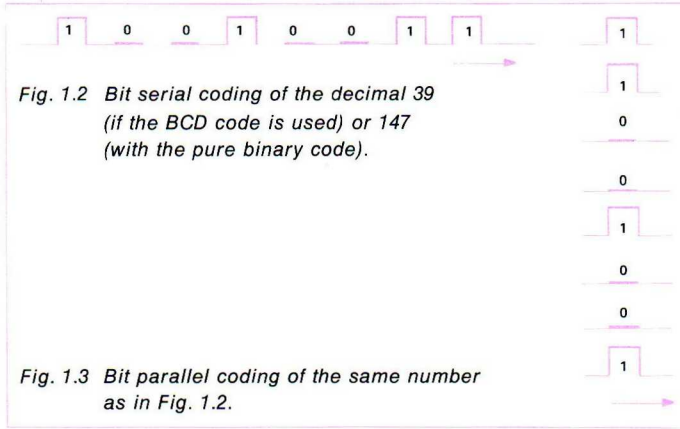 1 0 0 1 0 0 1 1
Fig. 1.2 Bit serial coding of the decimal 39
(if the BCD code is used) or 147
(with the pure binary code).
1
1
0
0
1
0
0
1
Fig. 1.3 Bit parallel coding of the same number
as in Fig. 1.2.